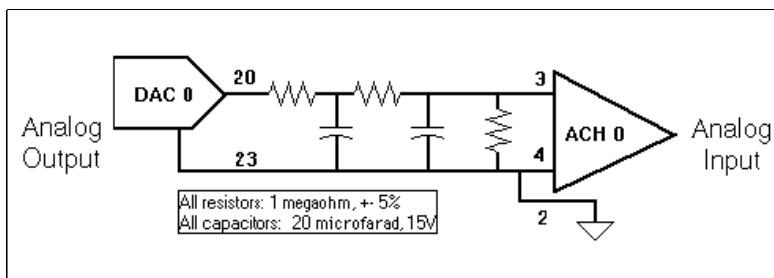 DAC 0
20
3
Analog
Output
23
4
ACH 0
Analog
Input
2
All resistors: 1 megaohm, +- 5%
All capacitors: 20 microfarad, 15V